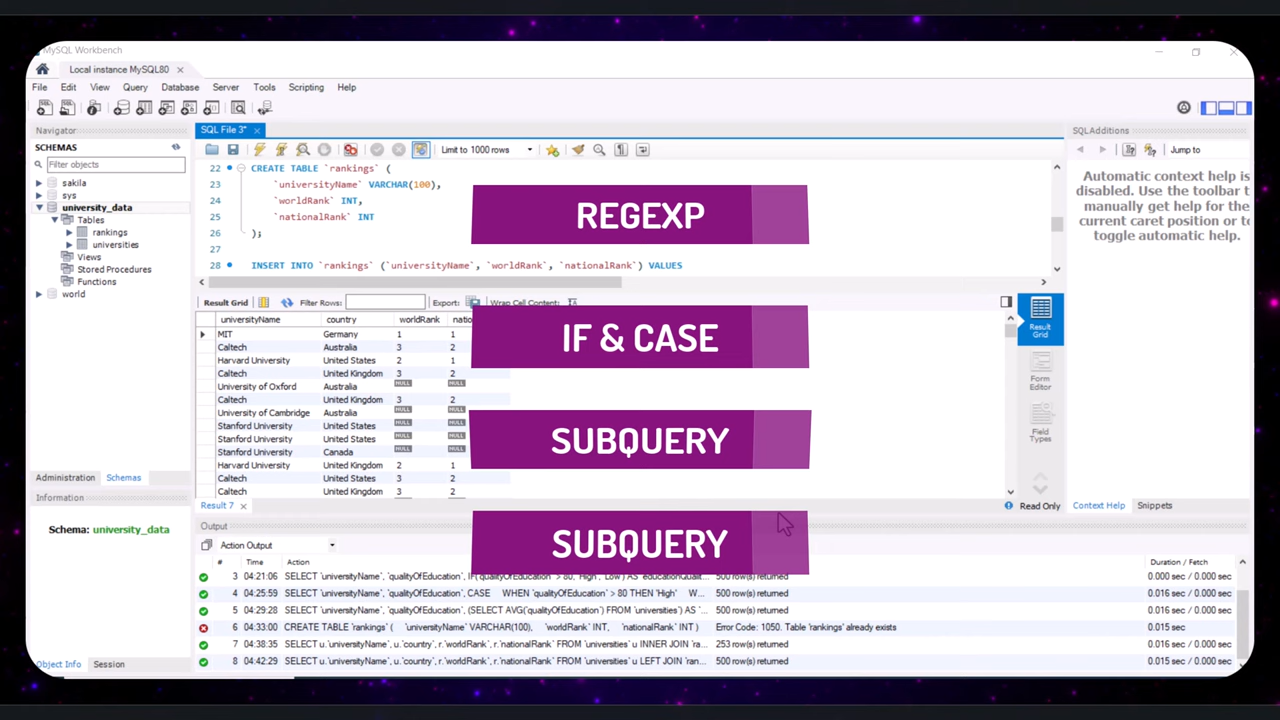 MySQL Workbench
Local instance MySQL80
File Edit View Query Database Server Tools Scripting Help
Navigator
SCHEMAS
Filter objects
sakila
sys
university_data
Tables
rankings
universities
Views
Stored Procedures
Functions
world
Administration Schemas
Information
Schema: university_data
Object Info Session
SQL File 3*
Limit to 1000 rows
22 CREATE TABLE `rankings` (
23 `universityName` VARCHAR(100),
24 `worldRank` INT,
25 `nationalRank` INT
26 );
27
28 INSERT INTO `rankings` (`universityName`, `worldRank`, `nationalRank`) VALUES
REGEXP
IF & CASE
SUBQUERY
SUBQUERY
Result Grid Filter Rows: Export: Wrap Cell Content:
universityName country worldRank natio
MIT Germany 1 1
Caltech Australia 3 2
Harvard University United States 2 1
Caltech United Kingdom 3 2
University of Oxford Australia NULL NULL
Caltech United Kingdom 3 2
University of Cambridge Australia NULL NULL
Stanford University United States NULL NULL
Stanford University United States NULL NULL
Stanford University Canada NULL NULL
Harvard University United Kingdom 2 1
Caltech United States 3 2
Caltech United Kingdom 3 2
Result Grid
Form Editor
Field Types
Result 7
Read Only
SQLAdditions
Jump to
Automatic context help is
disabled. Use the toolbar t
manually get help for the
current caret position or to
toggle automatic help.
Context Help Snippets
Output
Action Output
# Time Action Duration / Fetch
3 04:21:06 SELECT `universityName`, `qualityOfEducation`, IF(`qualityOfEducation` > 80, 'High', 'Low') AS `educationQuali... 500 row(s) returned 0.000 sec / 0.000 sec
4 04:25:59 SELECT `universityName`, `qualityOfEducation`, CASE WHEN `qualityOfEducation` > 80 THEN 'High' W... 500 row(s) returned 0.016 sec / 0.000 sec
5 04:29:28 SELECT `universityName`, `qualityOfEducation`, (SELECT AVG(`qualityOfEducation`) FROM `universities`) AS `... 500 row(s) returned 0.016 sec / 0.000 sec
6 04:33:00 CREATE TABLE `rankings` ( `universityName` VARCHAR(100), `worldRank` INT, `nationalRank` INT ) Error Code: 1050. Table 'rankings' already exists 0.015 sec
7 04:38:35 SELECT u.`universityName`, u.`country`, r.`worldRank`, r.`nationalRank` FROM `universities` u INNER JOIN `ran... 253 row(s) returned 0.016 sec / 0.000 sec
8 04:42:29 SELECT u.`universityName`, u.`country`, r.`worldRank`, r.`nationalRank` FROM `universities` u LEFT JOIN `ran... 500 row(s) returned 0.015 sec / 0.000 sec